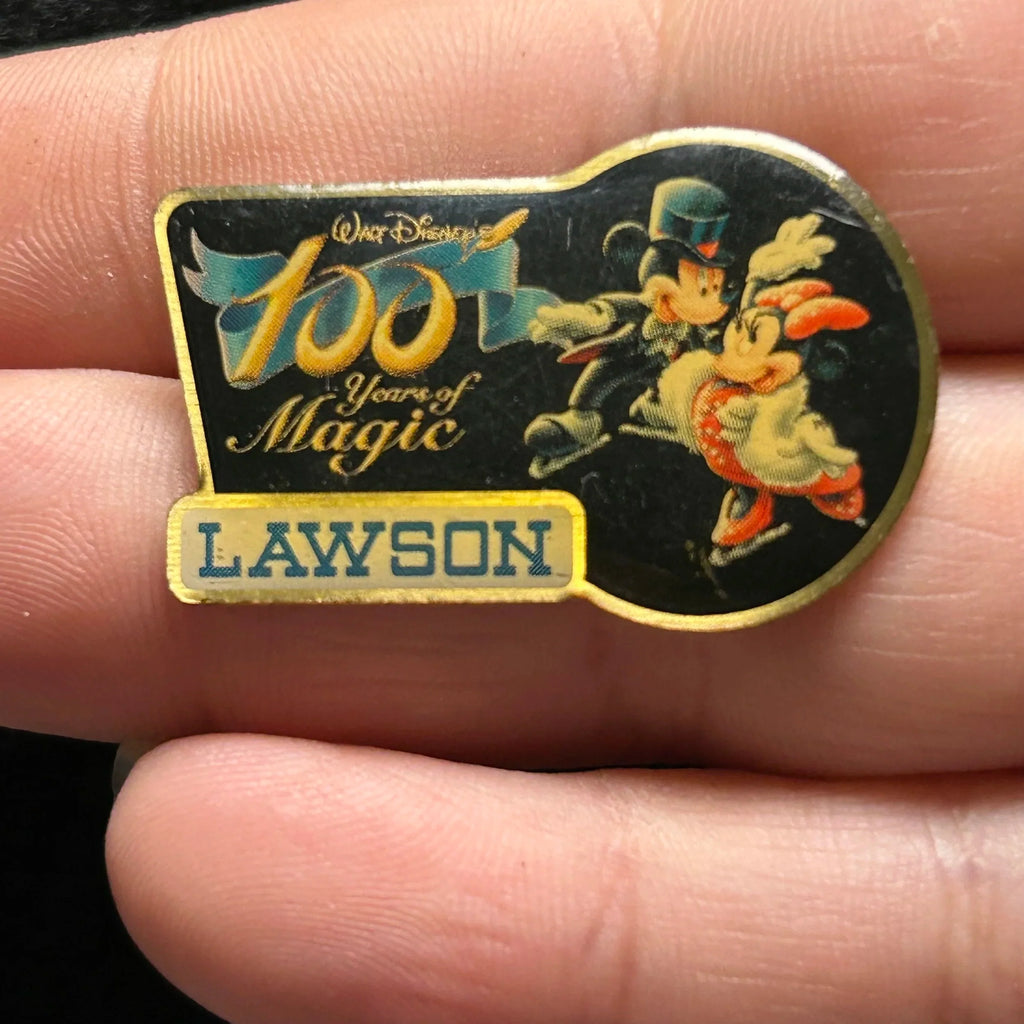 Walt Disney's
100
Years of
Magic
LAWSON